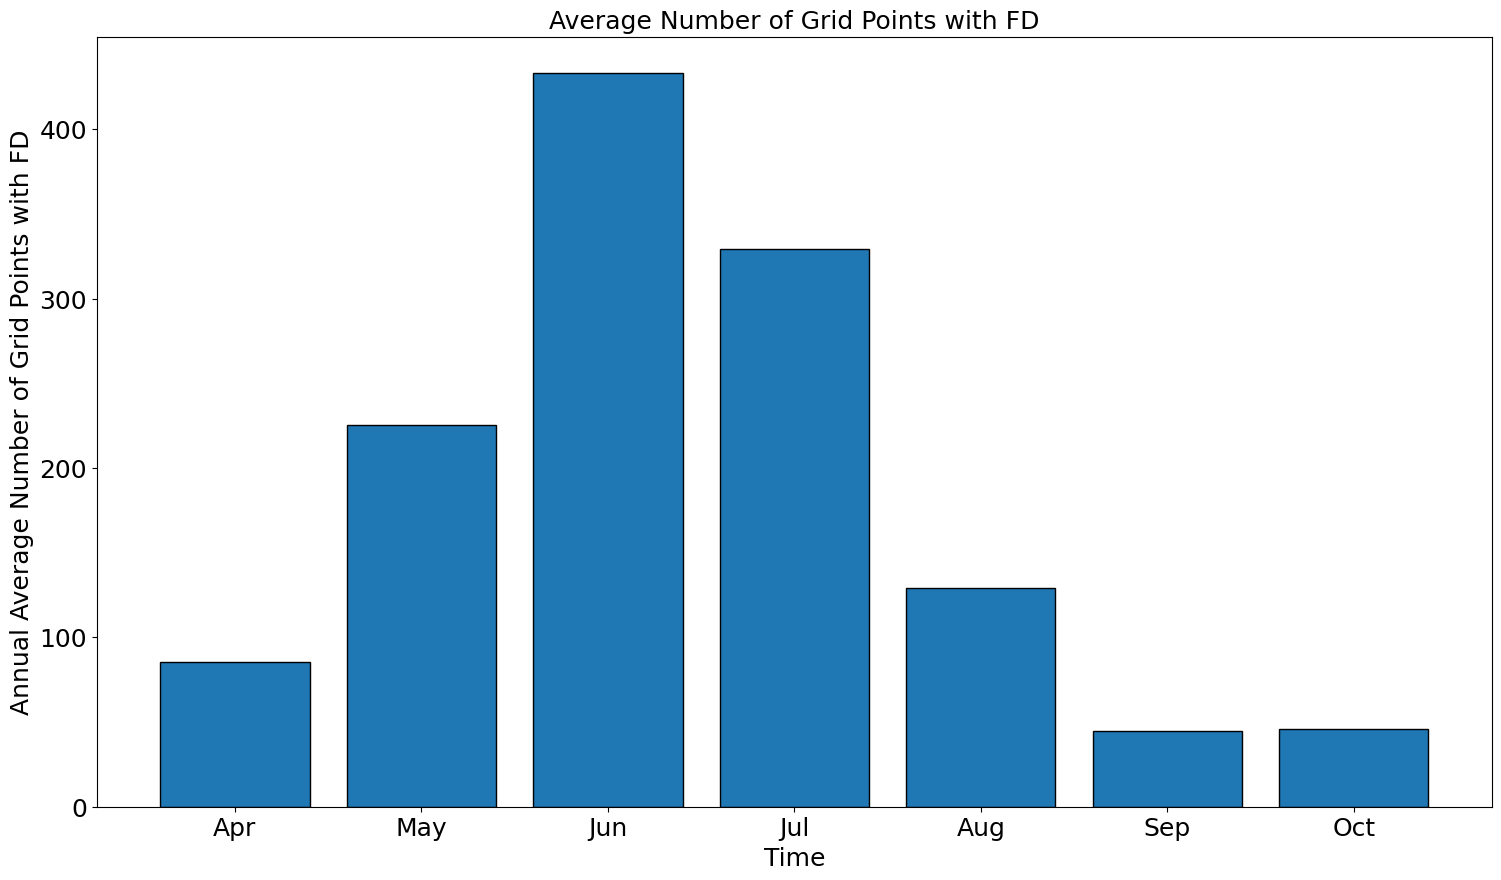 Average Number of Grid Points with FD
Annual Average Number of Grid Points with FD
400
300
200
100
0
Apr May Jun Jul Aug Sep Oct
Time